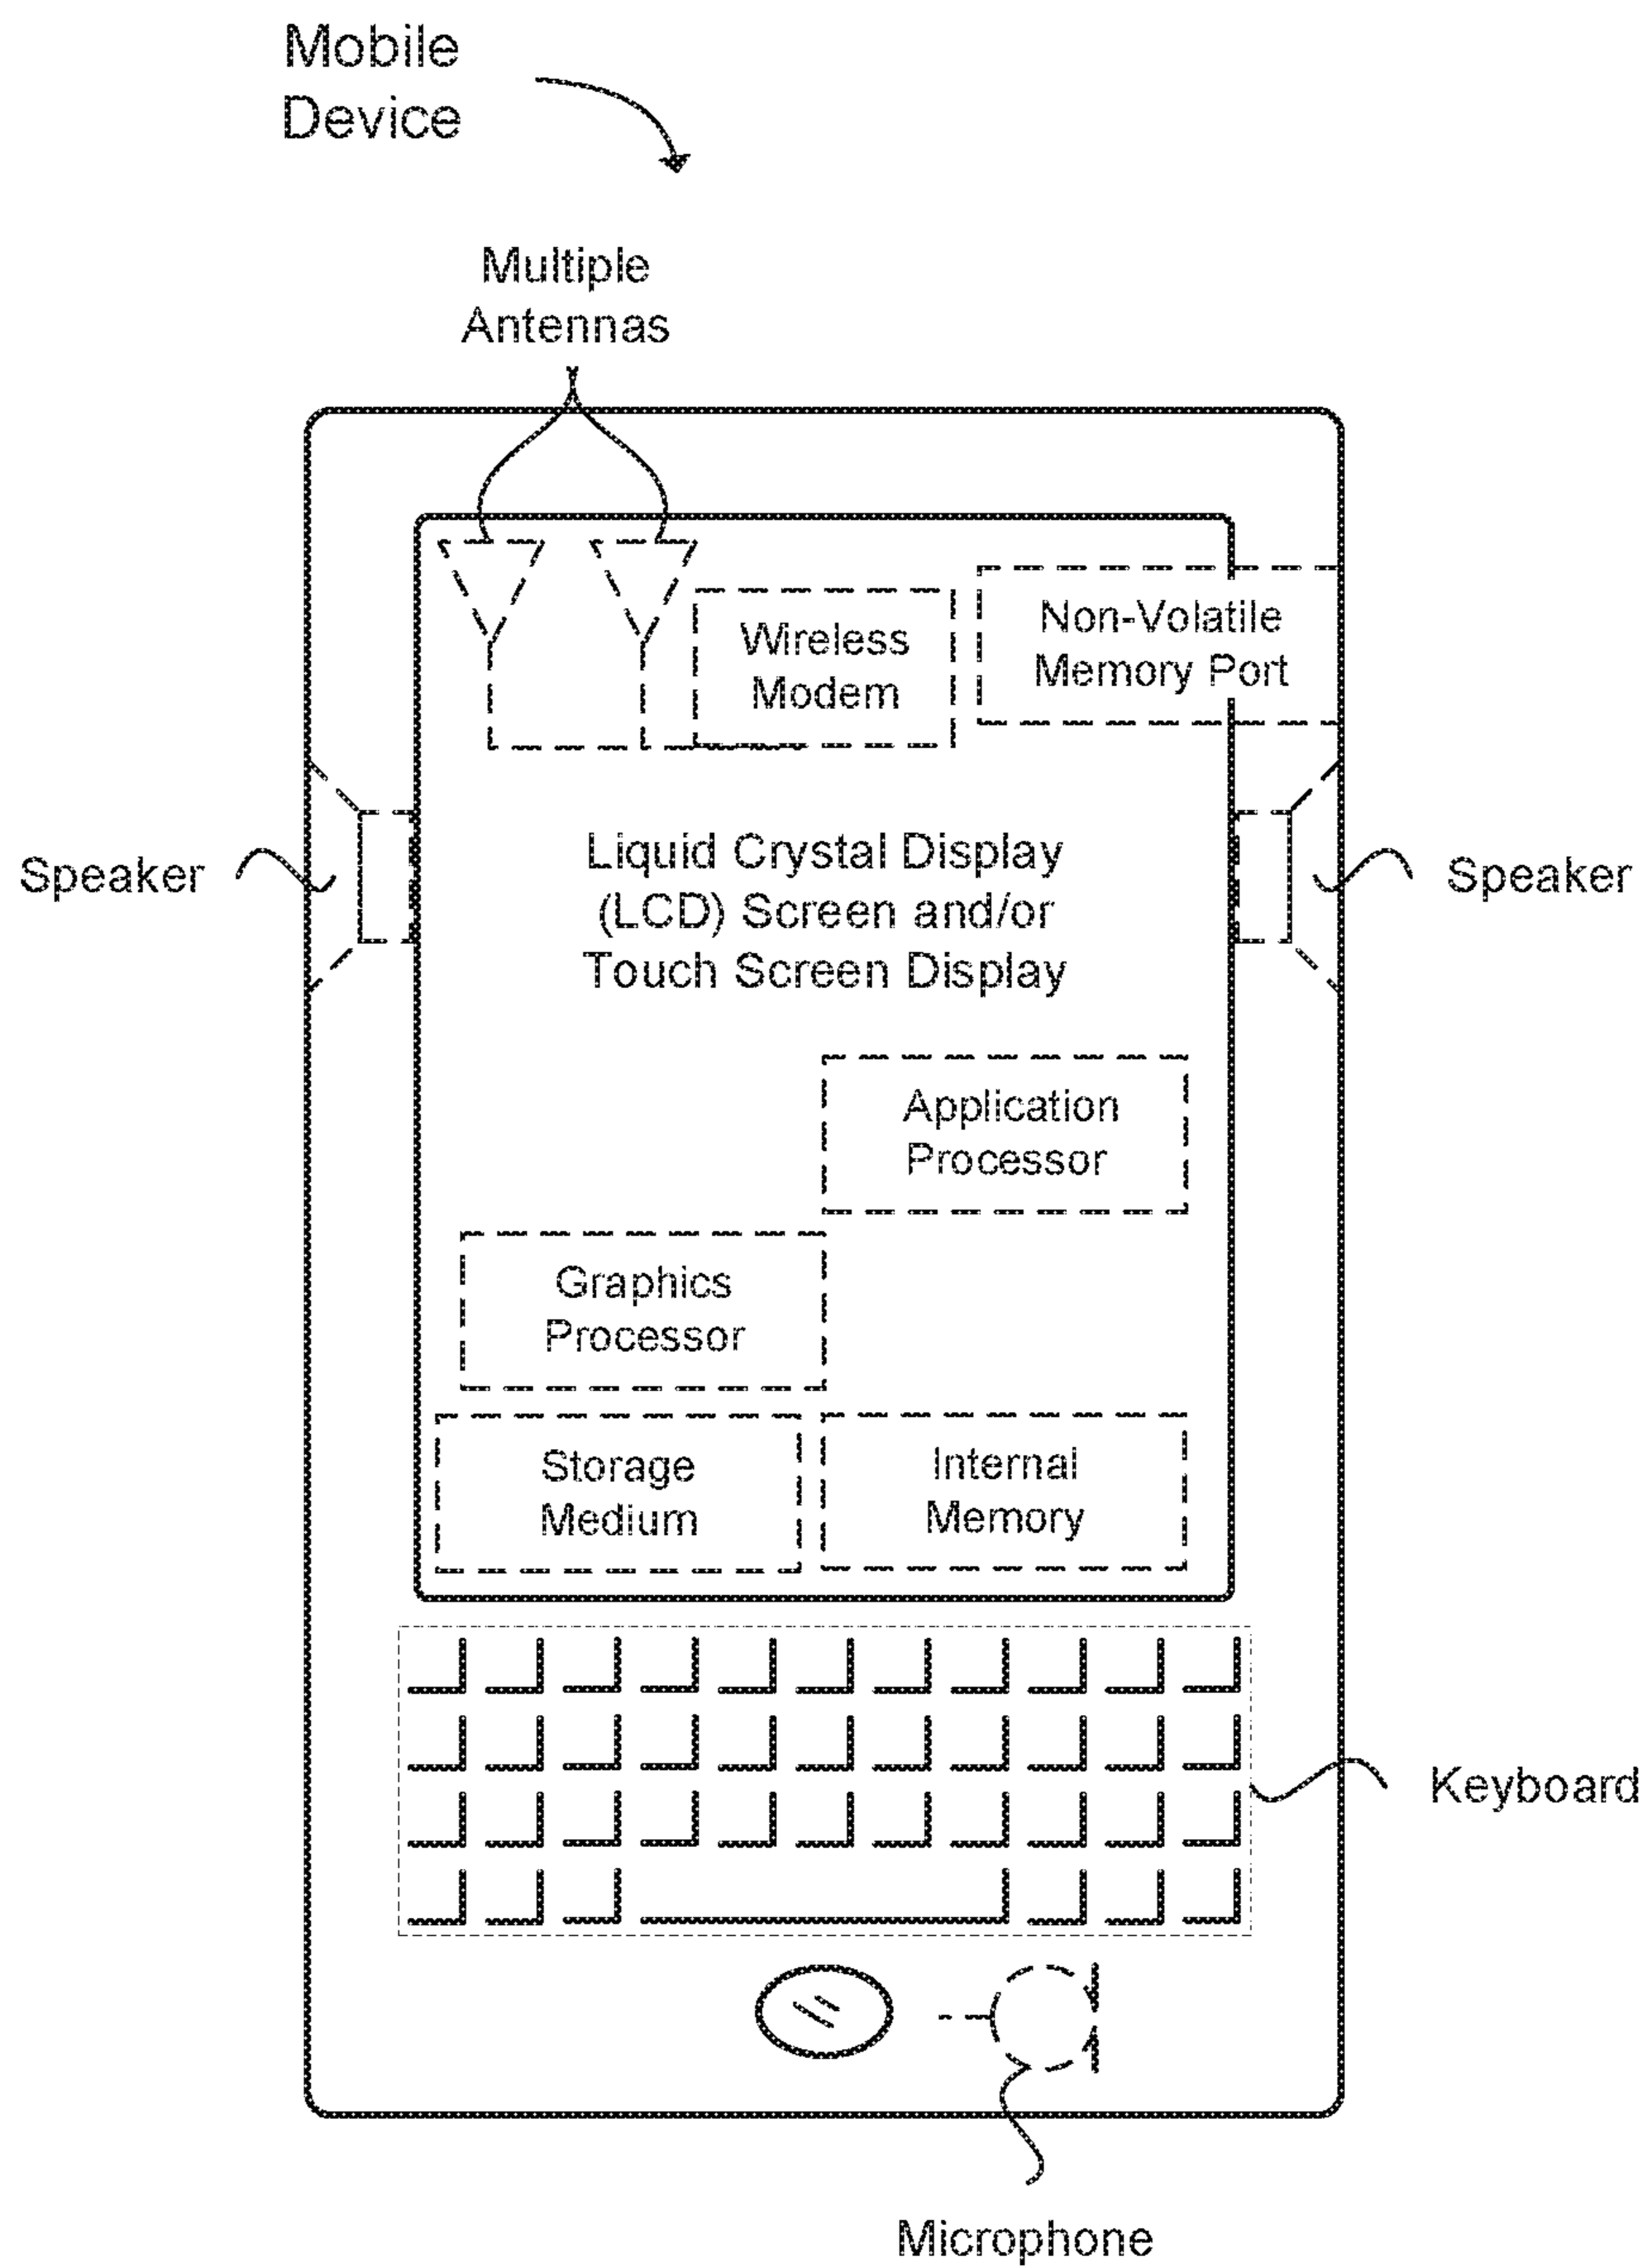 Mobile
Device
Multiple
Antennas
Wireless
Modem
Non-Volatile
Memory Port
Speaker
Liquid Crystal Display
(LCD) Screen and/or
Touch Screen Display
Speaker
Application
Processor
Graphics
Processor
Storage
Medium
Internal
Memory
Keyboard
Microphone